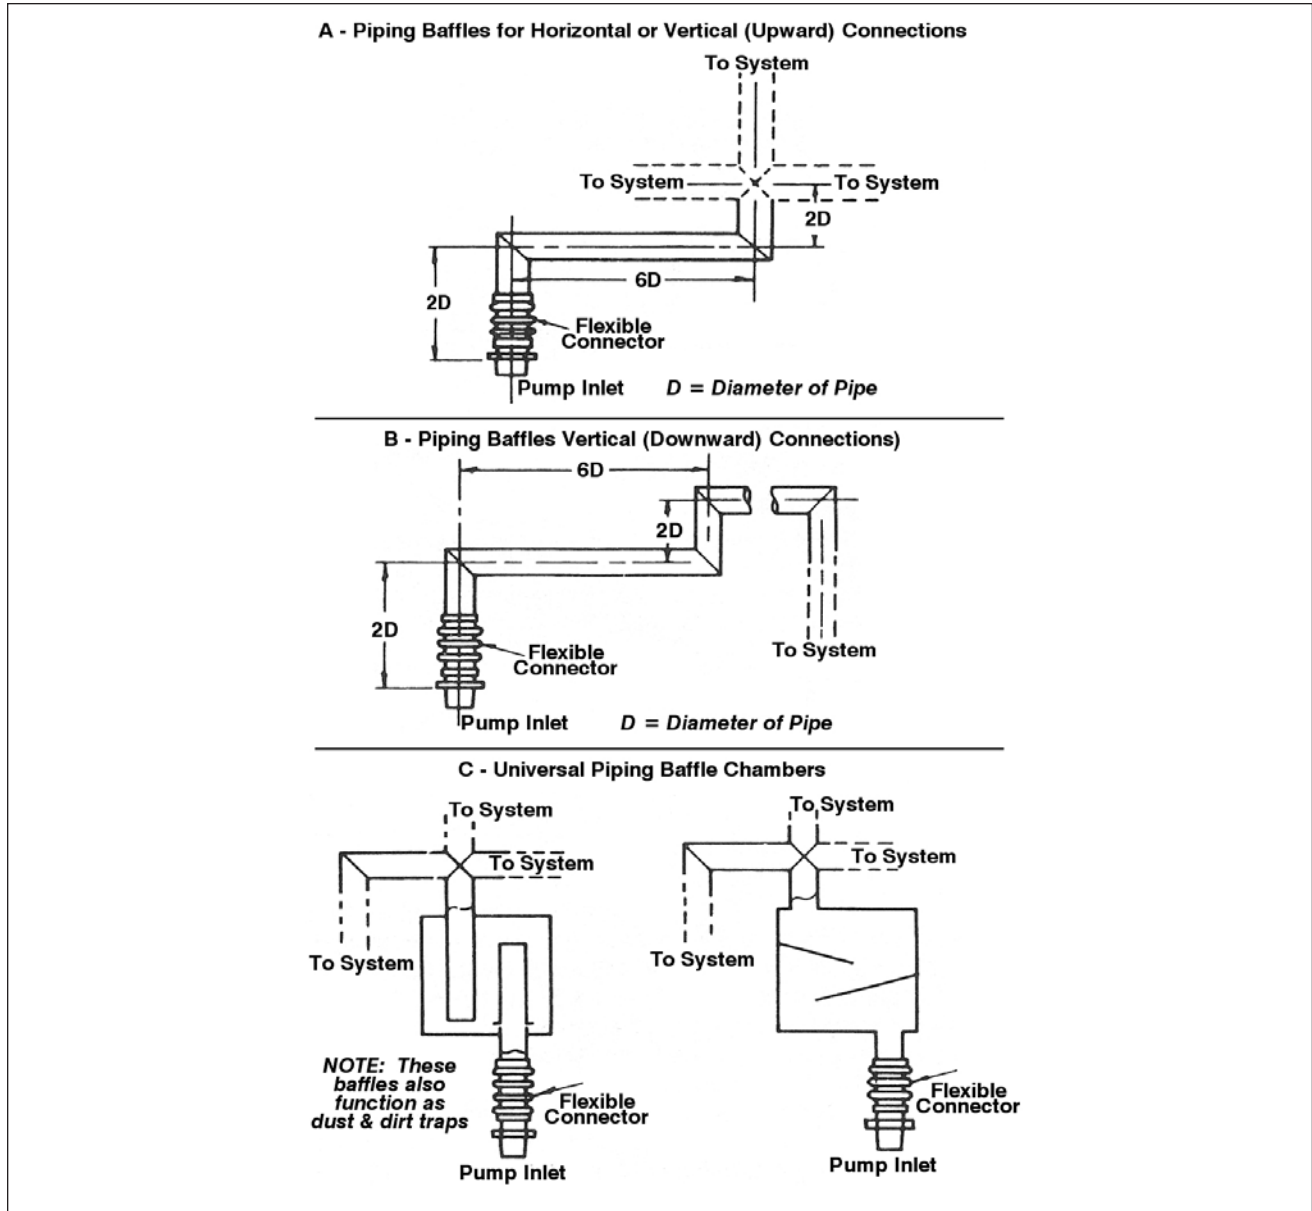 A - Piping Baffles for Horizontal or Vertical (Upward) Connections
To System
To System
To System
2D
6D
2D
Flexible
Connector
Pump Inlet
D = Diameter of Pipe
B - Piping Baffles Vertical (Downward) Connections)
6D
2D
2D
Flexible
Connector
To System
Pump Inlet
D = Diameter of Pipe
C - Universal Piping Baffle Chambers
To System
To System
To System
NOTE: These
baffles also
function as
dust & dirt traps
Flexible
Connector
Pump Inlet
To System
To System
To System
Flexible
Connector
Pump Inlet